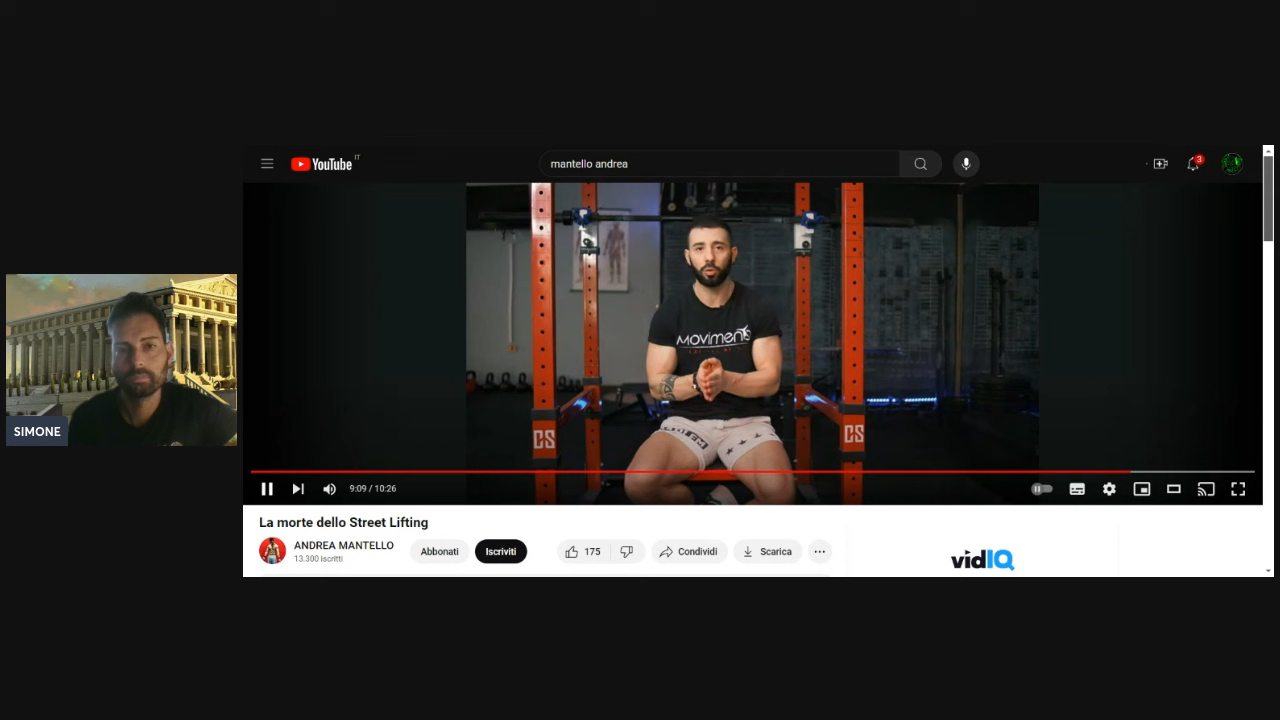 YouTube IT
mantello andrea
3
MOVIMENTO
CS
CS
SIMONE
9:09 / 10:26
La morte dello Street Lifting
ANDREA MANTELLO
13.300 iscritti
Abbonati
Iscriviti
175
Condividi
Scarica
vidIQ